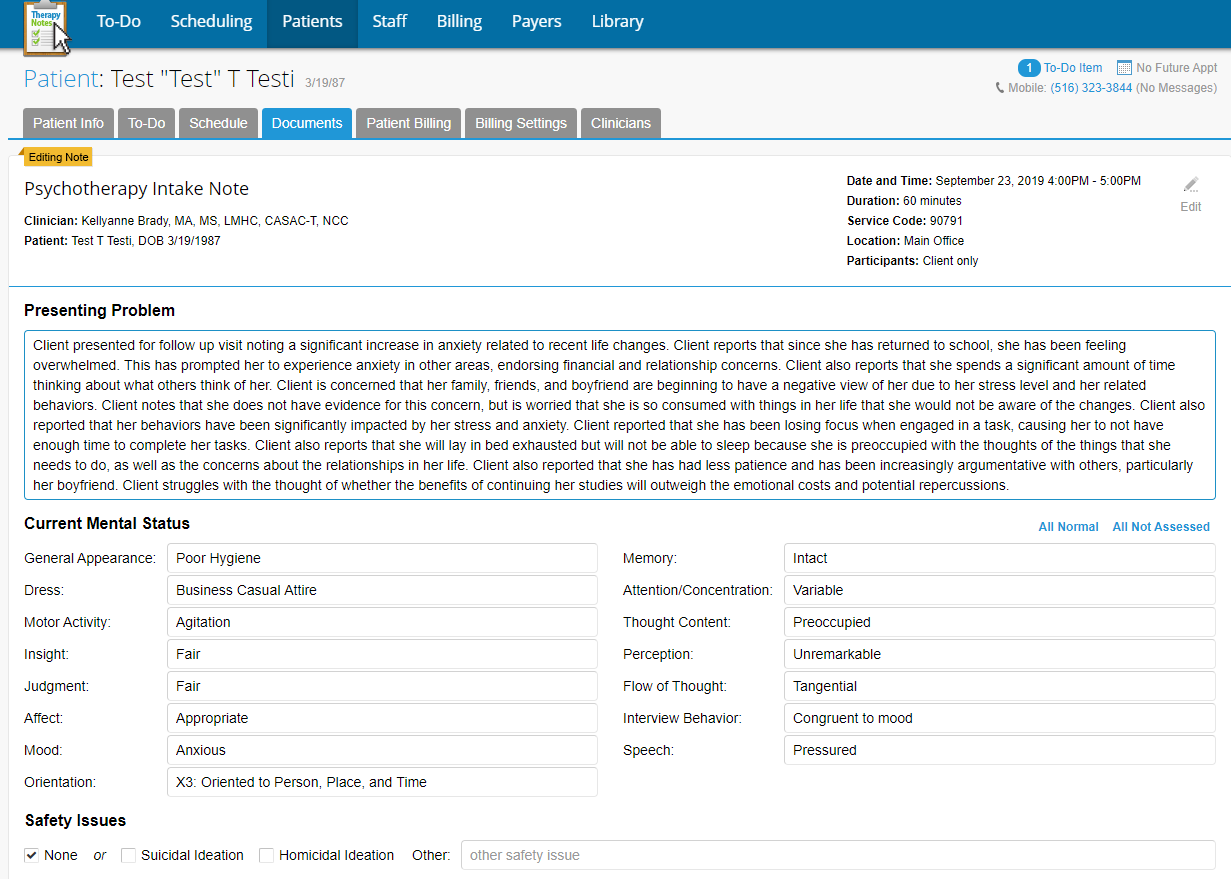 Therapy
Notes
To-Do Scheduling Patients Staff Billing Payers Library
Patient: Test "Test" T Testi 3/19/87
1 To-Do Item No Future Appt
Mobile: (516) 323-3844 (No Messages)
Patient Info To-Do Schedule Documents Patient Billing Billing Settings Clinicians
Editing Note
Psychotherapy Intake Note
Clinician: Kellyanne Brady, MA, MS, LMHC, CASAC-T, NCC
Patient: Test T Testi, DOB 3/19/1987
Date and Time: September 23, 2019 4:00PM - 5:00PM
Duration: 60 minutes
Service Code: 90791
Location: Main Office
Participants: Client only
Edit
Presenting Problem
Client presented for follow up visit noting a significant increase in anxiety related to recent life changes. Client reports that since she has returned to school, she has been feeling
overwhelmed. This has prompted her to experience anxiety in other areas, endorsing financial and relationship concerns. Client also reports that she spends a significant amount of time
thinking about what others think of her. Client is concerned that her family, friends, and boyfriend are beginning to have a negative view of her due to her stress level and her related
behaviors. Client notes that she does not have evidence for this concern, but is worried that she is so consumed with things in her life that she would not be aware of the changes. Client also
reported that her behaviors have been significantly impacted by her stress and anxiety. Client reported that she has been losing focus when engaged in a task, causing her to not have
enough time to complete her tasks. Client also reports that she will lay in bed exhausted but will not be able to sleep because she is preoccupied with the thoughts of the things that she
needs to do, as well as the concerns about the relationships in her life. Client also reported that she has had less patience and has been increasingly argumentative with others, particularly
her boyfriend. Client struggles with the thought of whether the benefits of continuing her studies will outweigh the emotional costs and potential repercussions.
Current Mental Status
All Normal All Not Assessed
General Appearance: Poor Hygiene
Dress: Business Casual Attire
Motor Activity: Agitation
Insight: Fair
Judgment: Fair
Affect: Appropriate
Mood: Anxious
Orientation: X3: Oriented to Person, Place, and Time
Memory: Intact
Attention/Concentration: Variable
Thought Content: Preoccupied
Perception: Unremarkable
Flow of Thought: Tangential
Interview Behavior: Congruent to mood
Speech: Pressured
Safety Issues
None or Suicidal Ideation Homicidal Ideation Other: other safety issue